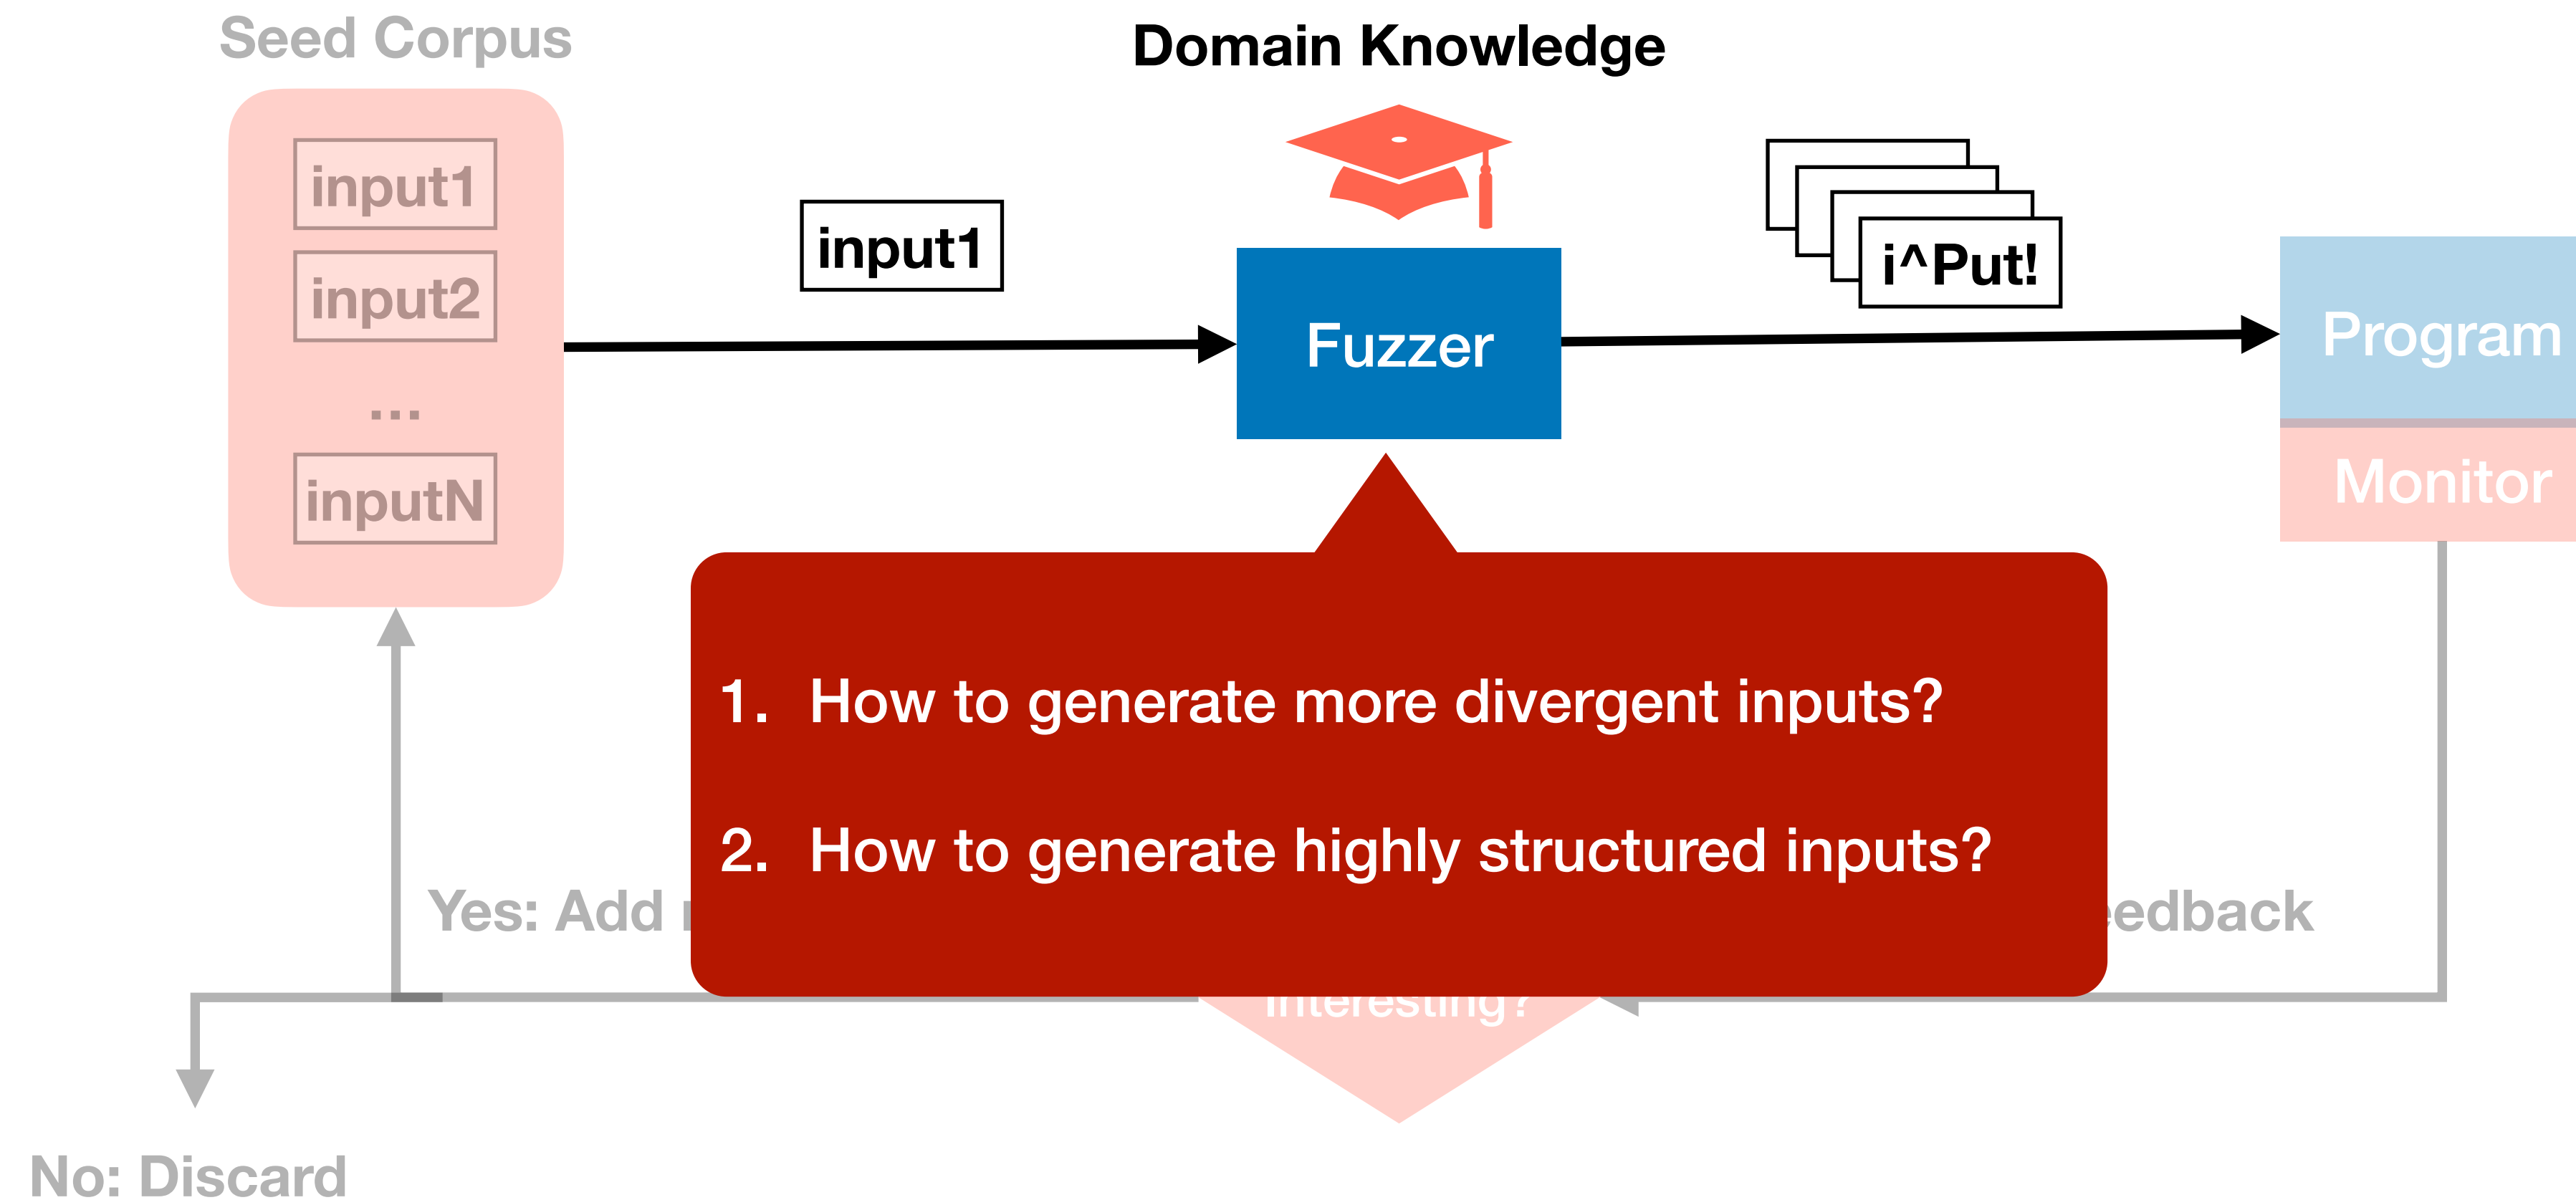 Seed Corpus
Domain Knowledge
input1
input2
...
inputN
input1
Fuzzer
i^Put!
Program
Monitor
1. How to generate more divergent inputs?
2. How to generate highly structured inputs?
Yes: Add
Interesting?
No: Discard